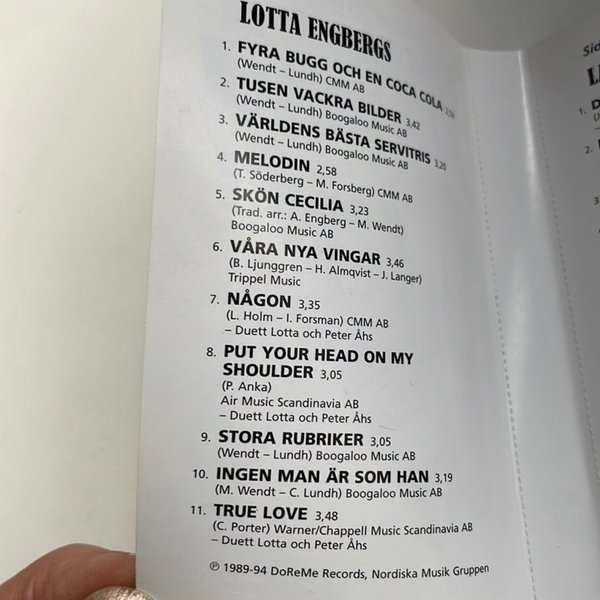 LOTTA ENGBERGS
1. FYRA BUGG OCH EN COCA COLA 2,59
(Wendt – Lundh) CMM AB
2. TUSEN VACKRA BILDER 3,42
(Wendt – Lundh) Boogaloo Music AB
3. VÄRLDENS BÄSTA SERVITRIS 3,20
(Wendt – Lundh) Boogaloo Music AB
4. MELODIN 2,58
(T. Söderberg – M. Forsberg) CMM AB
5. SKÖN CECILIA 3,23
(Trad. arr.: A. Engberg – M. Wendt)
Boogaloo Music AB
6. VÅRA NYA VINGAR 3,46
(B. Ljunggren – H. Almqvist – J. Langer)
Trippel Music
7. NÅGON 3,35
(L. Holm – I. Forsman) CMM AB
– Duett Lotta och Peter Åhs
8. PUT YOUR HEAD ON MY
SHOULDER 3,05
(P. Anka)
Air Music Scandinavia AB
– Duett Lotta och Peter Åhs
9. STORA RUBRIKER 3,05
(Wendt – Lundh) Boogaloo Music AB
10. INGEN MAN ÄR SOM HAN 3,19
(M. Wendt – C. Lundh) Boogaloo Music AB
11. TRUE LOVE 3,48
(C. Porter) Warner/Chappell Music Scandinavia AB
– Duett Lotta och Peter Åhs
℗ 1989-94 DoReMe Records, Nordiska Musik Gruppen
1.
2.
3